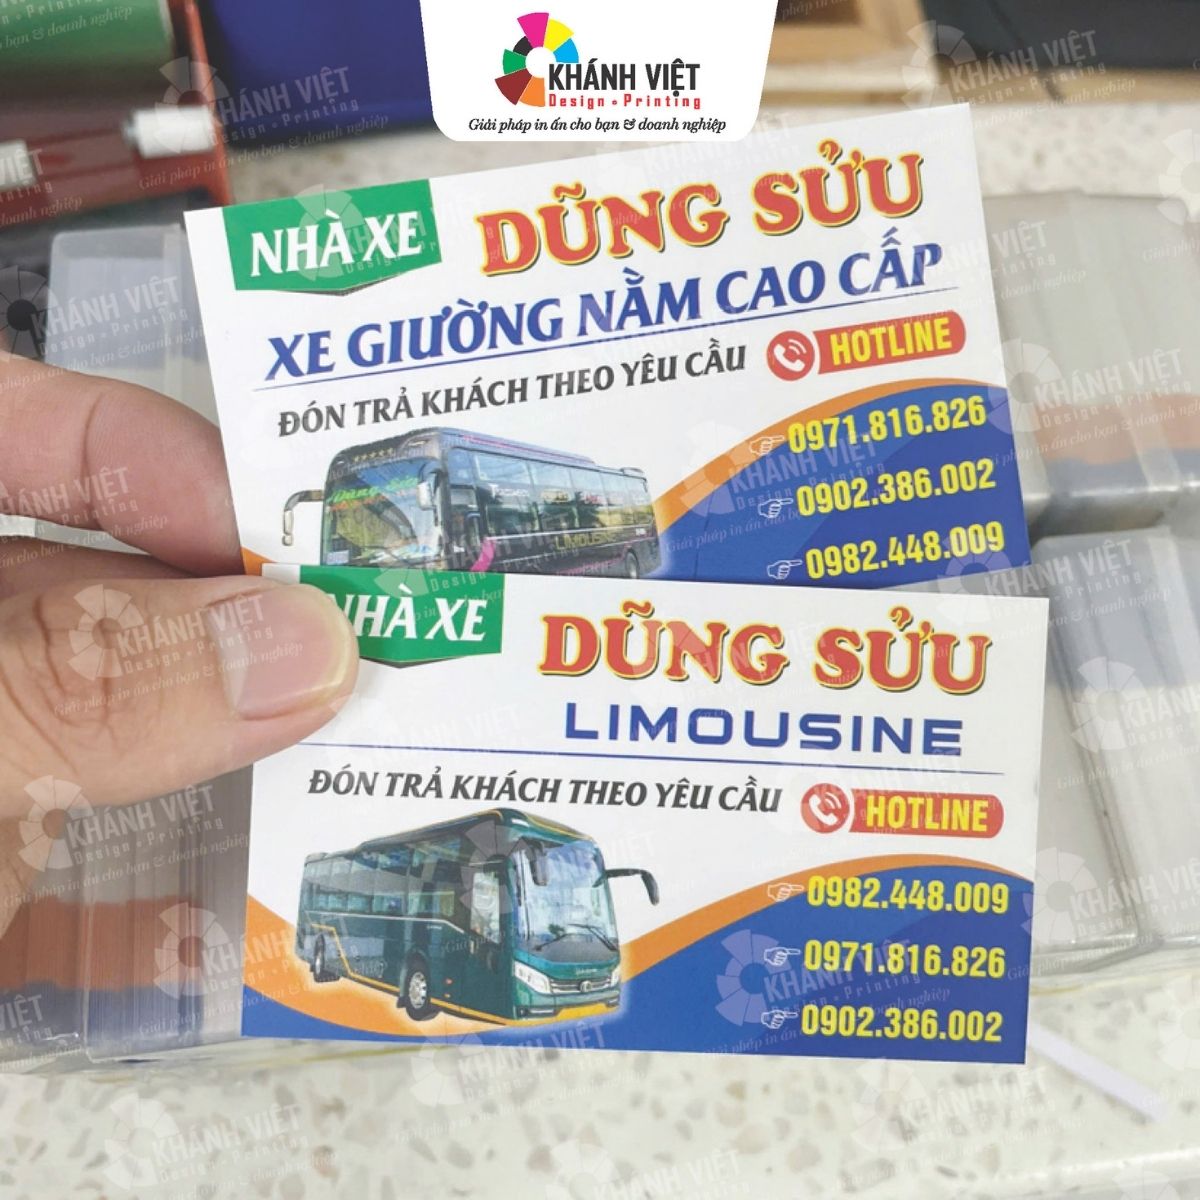 KHÁNH VIỆT
Design • Printing
Giải pháp in ấn cho bạn & doanh nghiệp
NHÀ XE
DŨNG SỬU
XE GIƯỜNG NẰM CAO CẤP
ĐÓN TRẢ KHÁCH THEO YÊU CẦU
HOTLINE
0971.816.826
0902.386.002
0982.448.009
Dũng Sửu
LIMOUSINE
NHÀ XE
DŨNG SỬU
LIMOUSINE
ĐÓN TRẢ KHÁCH THEO YÊU CẦU
HOTLINE
0982.448.009
0971.816.826
0902.386.002